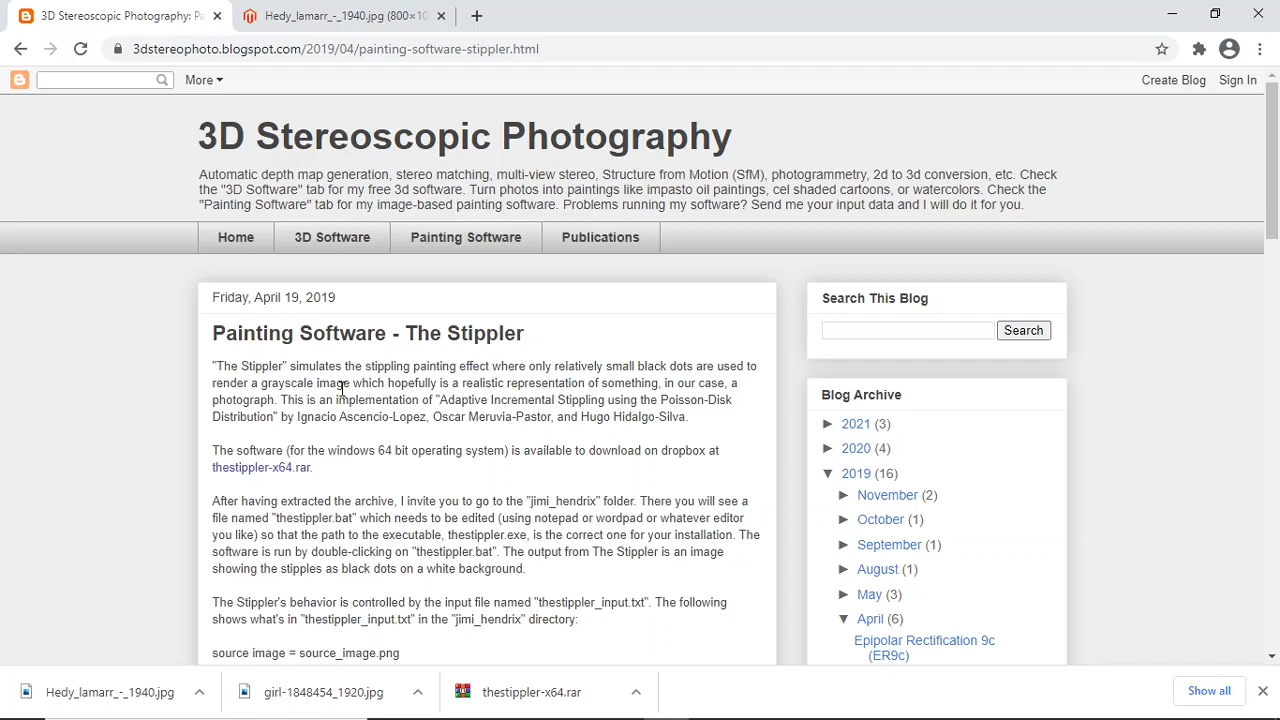 3D Stereoscopic Photography: Pa
Hedy_lamarr_-_1940.jpg (800×10
3dstereophoto.blogspot.com/2019/04/painting-software-stippler.html
More
Create Blog Sign In
3D Stereoscopic Photography
Automatic depth map generation, stereo matching, multi-view stereo, Structure from Motion (SfM), photogrammetry, 2d to 3d conversion, etc. Check
the "3D Software" tab for my free 3d software. Turn photos into paintings like impasto oil paintings, cel shaded cartoons, or watercolors. Check the
"Painting Software" tab for my image-based painting software. Problems running my software? Send me your input data and I will do it for you.
Home 3D Software Painting Software Publications
Friday, April 19, 2019
Painting Software - The Stippler
"The Stippler" simulates the stippling painting effect where only relatively small black dots are used to
render a grayscale image which hopefully is a realistic representation of something, in our case, a
photograph. This is an implementation of "Adaptive Incremental Stippling using the Poisson-Disk
Distribution" by Ignacio Ascencio-Lopez, Oscar Meruvia-Pastor, and Hugo Hidalgo-Silva.
The software (for the windows 64 bit operating system) is available to download on dropbox at
thestippler-x64.rar.
After having extracted the archive, I invite you to go to the "jimi_hendrix" folder. There you will see a
file named "thestippler.bat" which needs to be edited (using notepad or wordpad or whatever editor
you like) so that the path to the executable, thestippler.exe, is the correct one for your installation. The
software is run by double-clicking on "thestippler.bat". The output from The Stippler is an image
showing the stipples as black dots on a white background.
The Stippler's behavior is controlled by the input file named "thestippler_input.txt". The following
shows what's in "thestippler_input.txt" in the "jimi_hendrix" directory:
source image = source_image.png
Search This Blog
Search
Blog Archive
► 2021 (3)
► 2020 (4)
▼ 2019 (16)
► November (2)
► October (1)
► September (1)
► August (1)
► May (3)
▼ April (6)
Epipolar Rectification 9c
(ER9c)
Hedy_lamarr_-_1940.jpg
girl-1848454_1920.jpg
thestippler-x64.rar
Show all